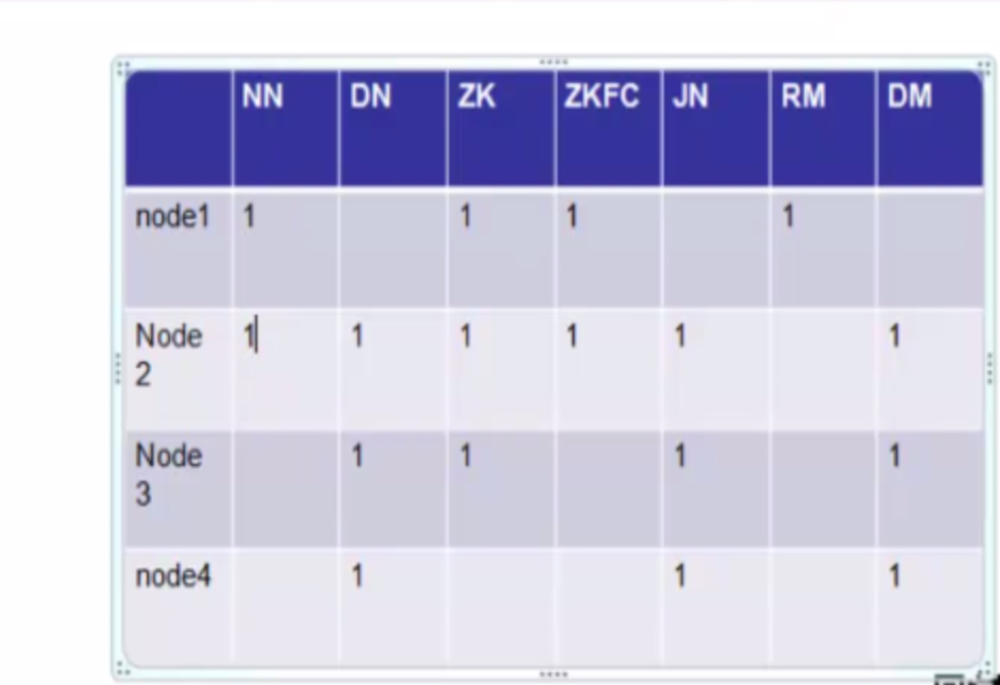 NN DN ZK ZKFC JN RM DM
node1 1 1 1 1
Node 1 1 1 1 1 1
2
Node 1 1 1 1
3
node4 1 1 1